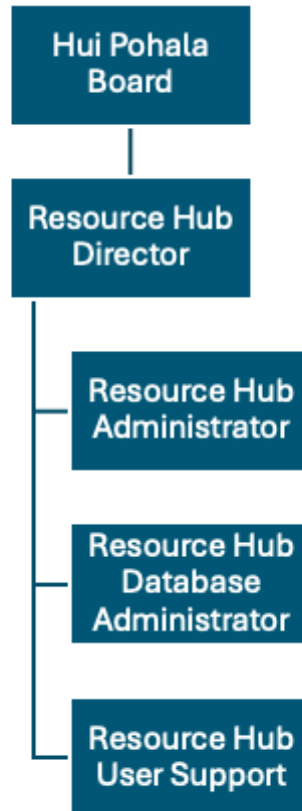 Hui Pohala
Board
Resource Hub
Director
Resource Hub
Administrator
Resource Hub
Database
Administrator
Resource Hub
User Support